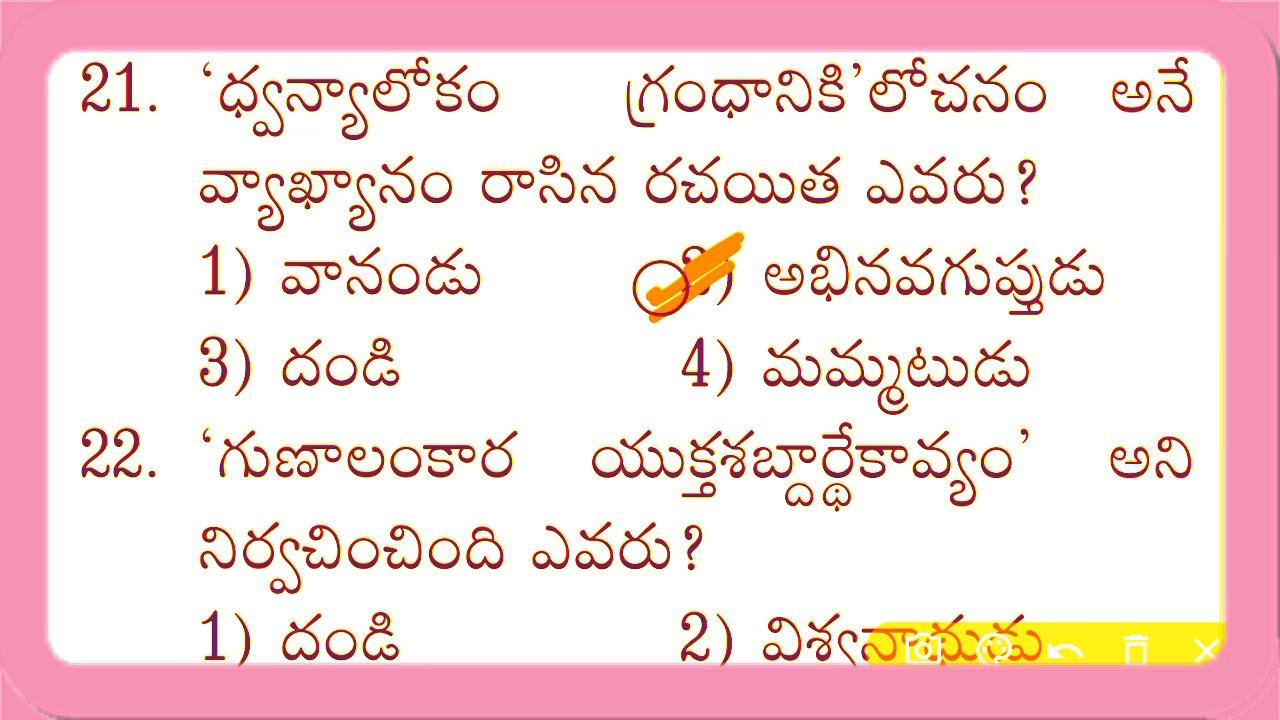 21. ‘ధ్వన్యాలోకం గ్రంధానికి’లోచనం అనే
వ్యాఖ్యానం రాసిన రచయిత ఎవరు?
1) వానండు 2) అభినవగుప్తుడు
3) దండి 4) మమ్మటుడు
22. ‘గుణాలంకార యుక్తశబ్దార్థేకావ్యం’ అని
నిర్వచించింది ఎవరు?
1) దండి 2) విశ్వనాథుడు